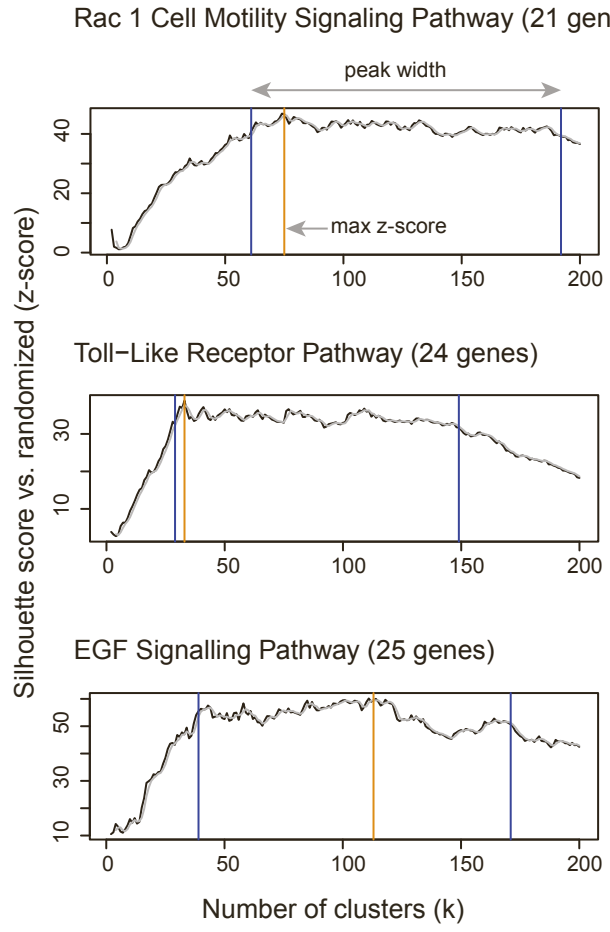 Rac 1 Cell Motility Signaling Pathway (21 gen
peak width
max z-score
0 20 40
0 50 100 150 200
Silhouette score vs. randomized (z-score)
Toll−Like Receptor Pathway (24 genes)
10 30
0 50 100 150 200
EGF Signalling Pathway (25 genes)
10 30 50
0 50 100 150 200
Number of clusters (k)